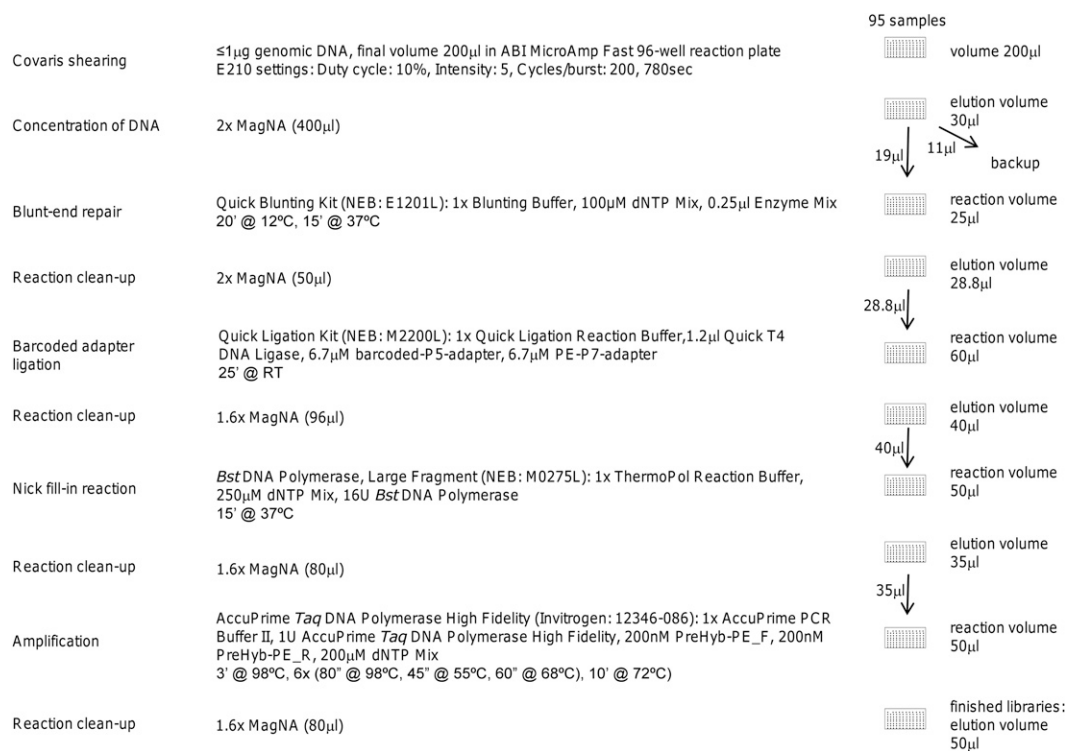 95 samples
Covaris shearing
≤1μg genomic DNA, final volume 200μl in ABI MicroAmp Fast 96-well reaction plate
E210 settings: Duty cycle: 10%, Intensity: 5, Cycles/burst: 200, 780sec
volume 200μl
Concentration of DNA
2x MagNA (400μl)
elution volume
30μl
19μl
11μl
backup
Blunt-end repair
Quick Blunting Kit (NEB: E1201L): 1x Blunting Buffer, 100μM dNTP Mix, 0.25μl Enzyme Mix
20' @ 12ºC, 15' @ 37ºC
reaction volume
25μl
Reaction clean-up
2x MagNA (50μl)
elution volume
28.8μl
28.8μl
Barcoded adapter
ligation
Quick Ligation Kit (NEB: M2200L): 1x Quick Ligation Reaction Buffer,1.2μl Quick T4
DNA Ligase, 6.7μM barcoded-P5-adapter, 6.7μM PE-P7-adapter
25' @ RT
reaction volume
60μl
Reaction clean-up
1.6x MagNA (96μl)
elution volume
40μl
40μl
Nick fill-in reaction
Bst DNA Polymerase, Large Fragment (NEB: M0275L): 1x ThermoPol Reaction Buffer,
250μM dNTP Mix, 16U Bst DNA Polymerase
15' @ 37ºC
reaction volume
50μl
Reaction clean-up
1.6x MagNA (80μl)
elution volume
35μl
35μl
Amplification
AccuPrime Taq DNA Polymerase High Fidelity (Invitrogen: 12346-086): 1x AccuPrime PCR
Buffer II, 1U AccuPrime Taq DNA Polymerase High Fidelity, 200nM PreHyb-PE_F, 200nM
PreHyb-PE_R, 200μM dNTP Mix
3' @ 98ºC, 6x (80" @ 98ºC, 45" @ 55ºC, 60" @ 68ºC), 10' @ 72ºC)
reaction volume
50μl
Reaction clean-up
1.6x MagNA (80μl)
finished libraries:
elution volume
50μl